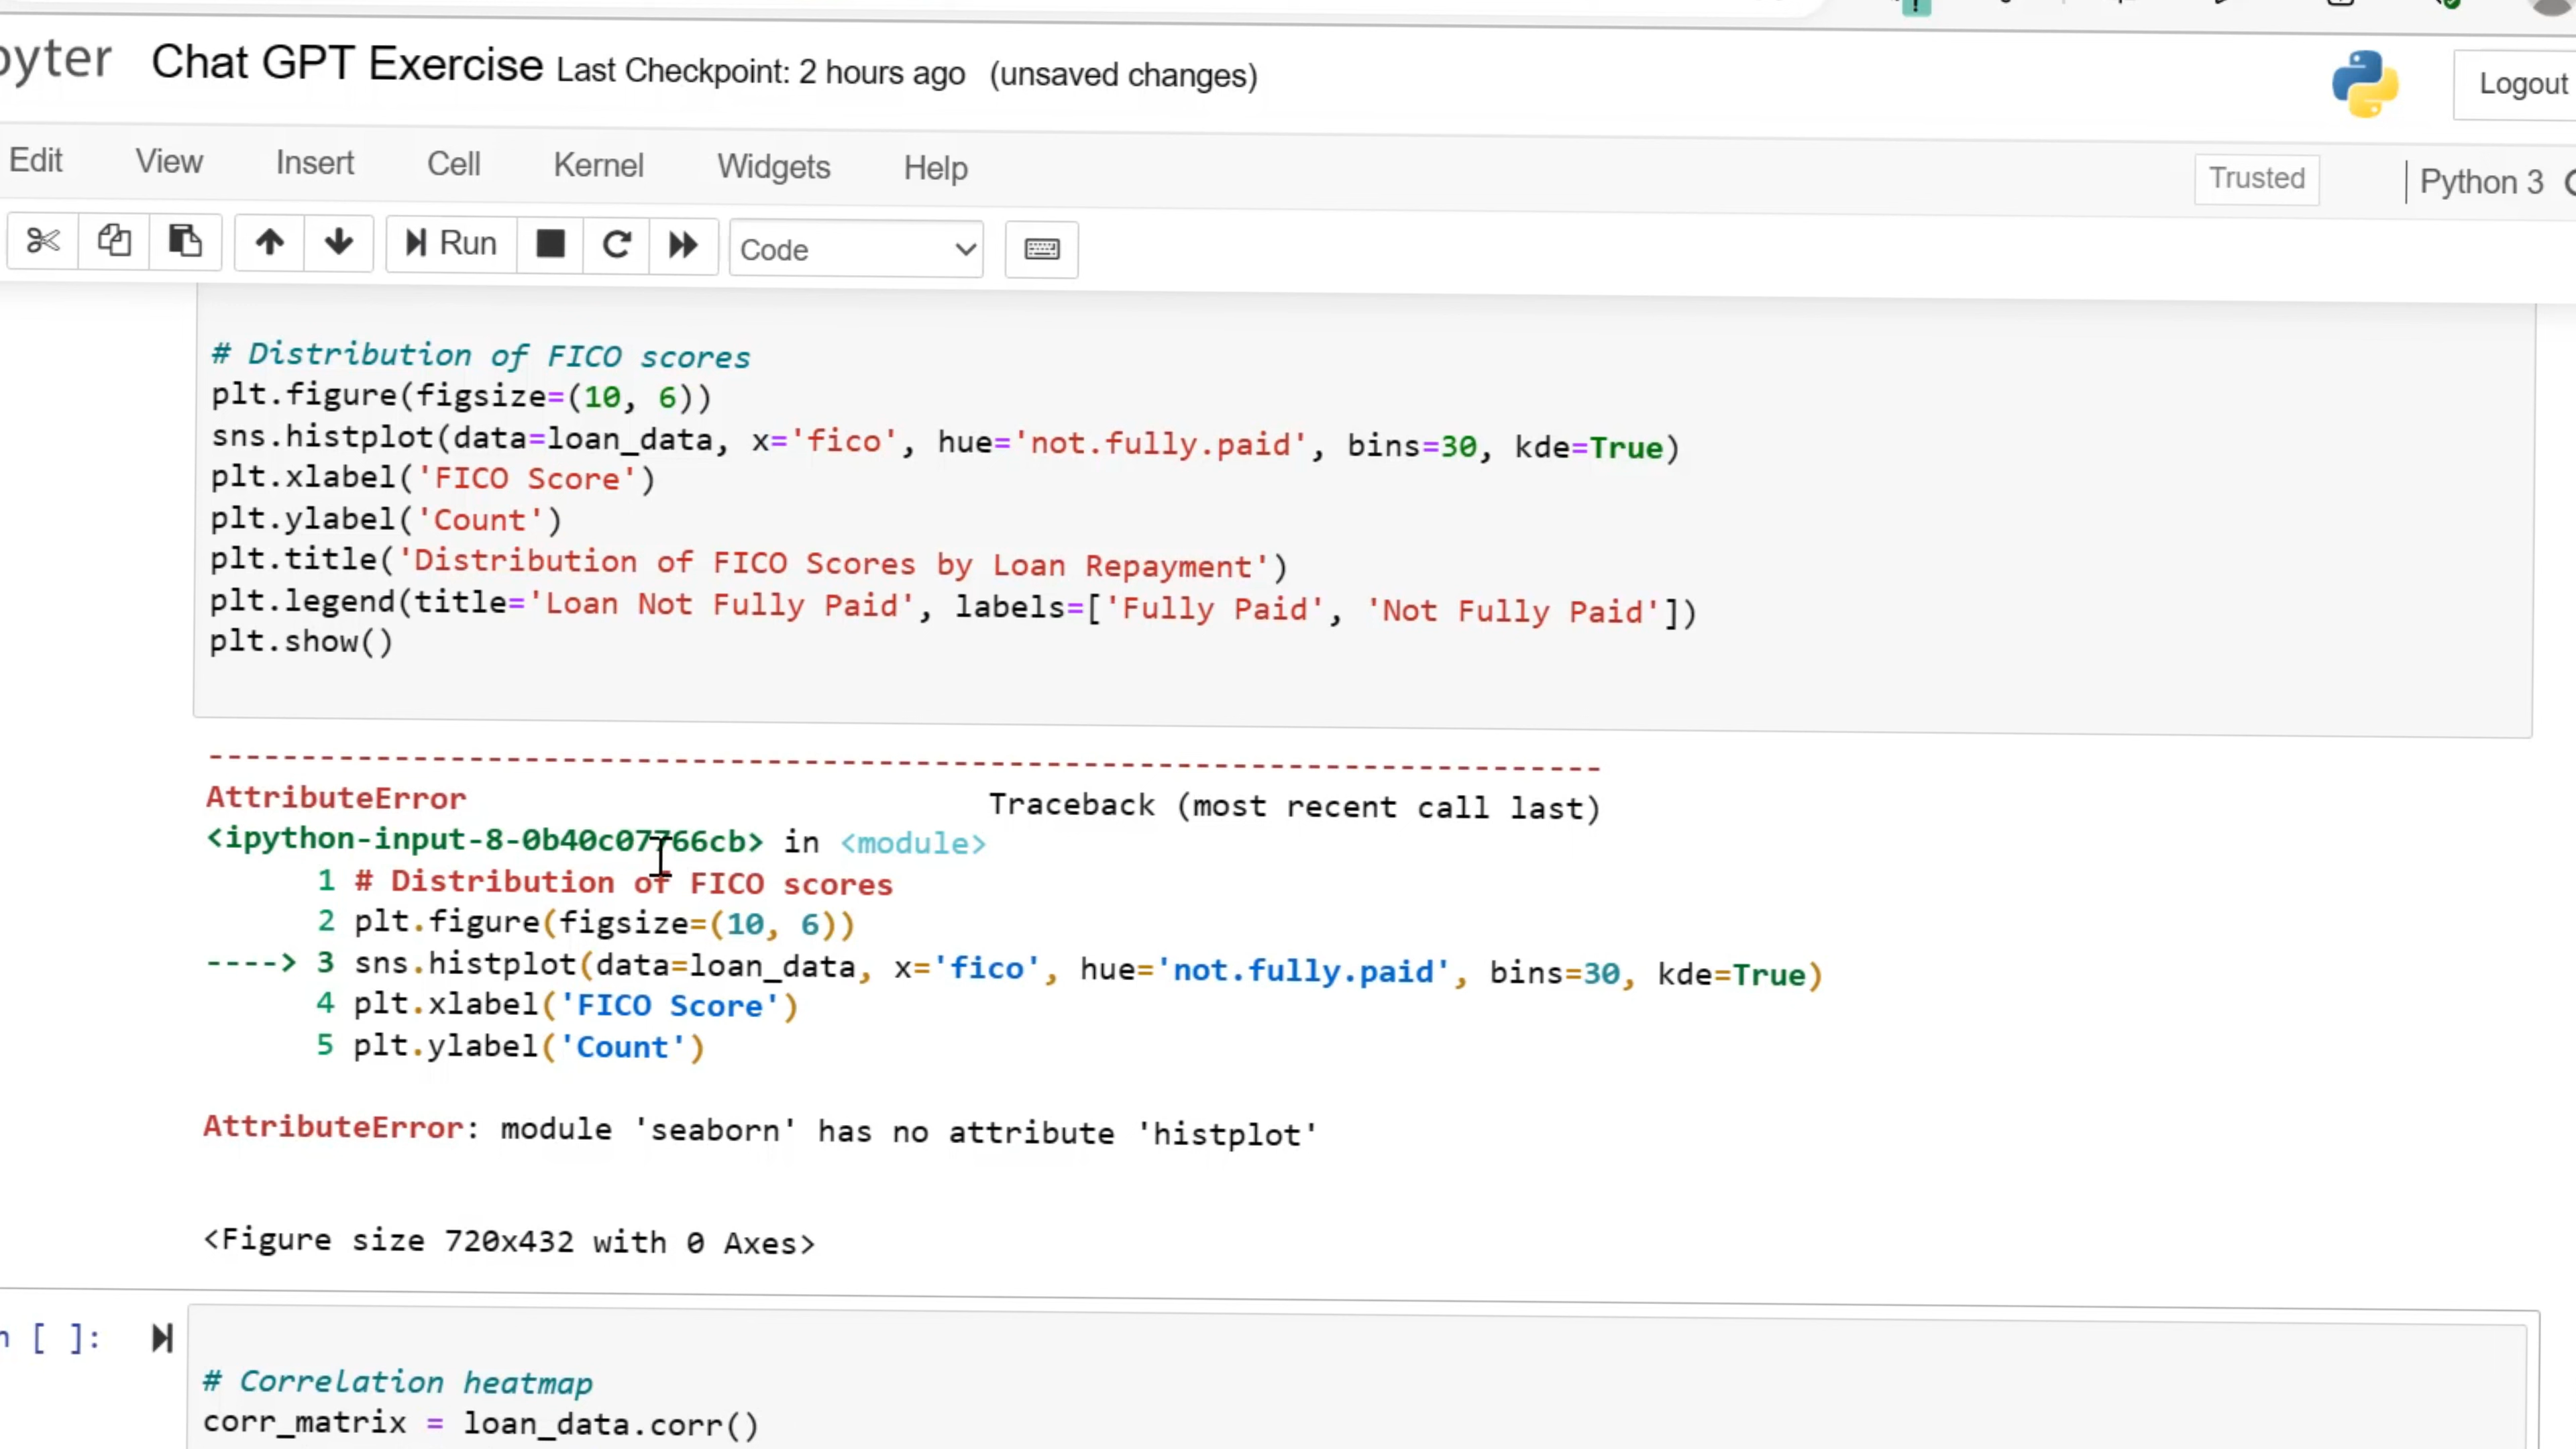 pyter Chat GPT Exercise Last Checkpoint: 2 hours ago (unsaved changes) Logout
Edit View Insert Cell Kernel Widgets Help Trusted Python 3
Run Code
# Distribution of FICO scores
plt.figure(figsize=(10, 6))
sns.histplot(data=loan_data, x='fico', hue='not.fully.paid', bins=30, kde=True)
plt.xlabel('FICO Score')
plt.ylabel('Count')
plt.title('Distribution of FICO Scores by Loan Repayment')
plt.legend(title='Loan Not Fully Paid', labels=['Fully Paid', 'Not Fully Paid'])
plt.show()
---------------------------------------------------------------------------
AttributeError Traceback (most recent call last)
<ipython-input-8-0b40c07766cb> in <module>
1 # Distribution of FICO scores
2 plt.figure(figsize=(10, 6))
----> 3 sns.histplot(data=loan_data, x='fico', hue='not.fully.paid', bins=30, kde=True)
4 plt.xlabel('FICO Score')
5 plt.ylabel('Count')
AttributeError: module 'seaborn' has no attribute 'histplot'
<Figure size 720x432 with 0 Axes>
n [ ]:
# Correlation heatmap
corr_matrix = loan_data.corr()